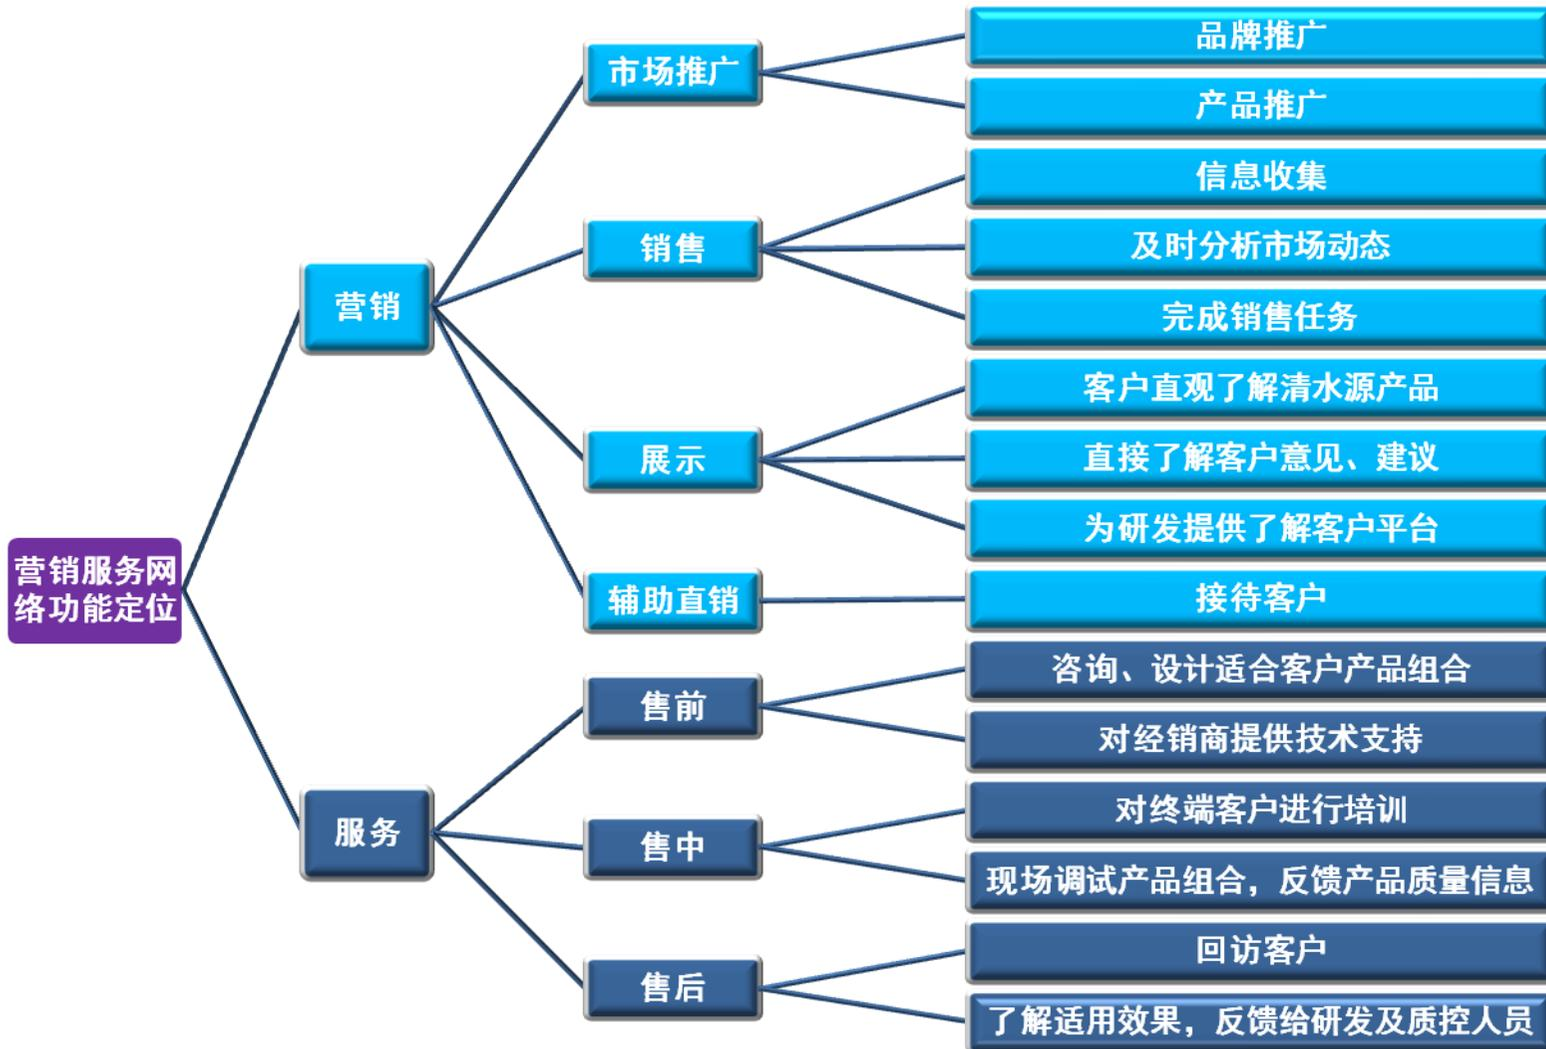 品牌推广
市场推广
产品推广
信息收集
销售
及时分析市场动态
营销
完成销售任务
客户直观了解清水源产品
展示
直接了解客户意见、建议
为研发提供了解客户平台
营销服务网
络功能定位
辅助直销
接待客户
咨询、设计适合客户产品组合
售前
对经销商提供技术支持
对终端客户进行培训
服务
售中
现场调试产品组合，反馈产品质量信息
回访客户
售后
了解适用效果，反馈给研发及质控人员